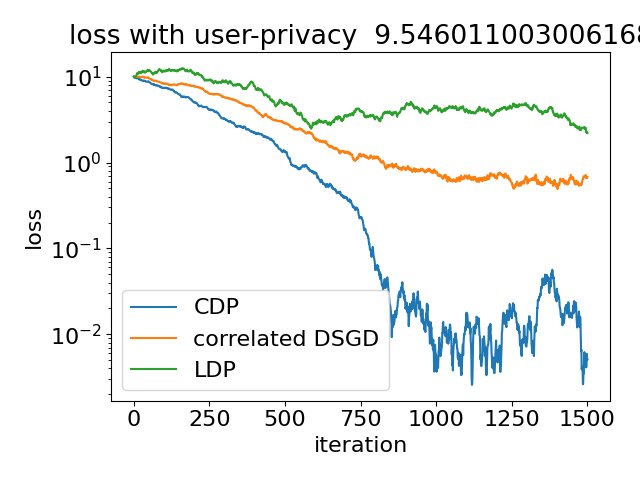 loss with user-privacy 9.546011003006168
loss
10¹
10⁰
10⁻¹
10⁻²
CDP
correlated DSGD
LDP
0 250 500 750 1000 1250 1500
iteration